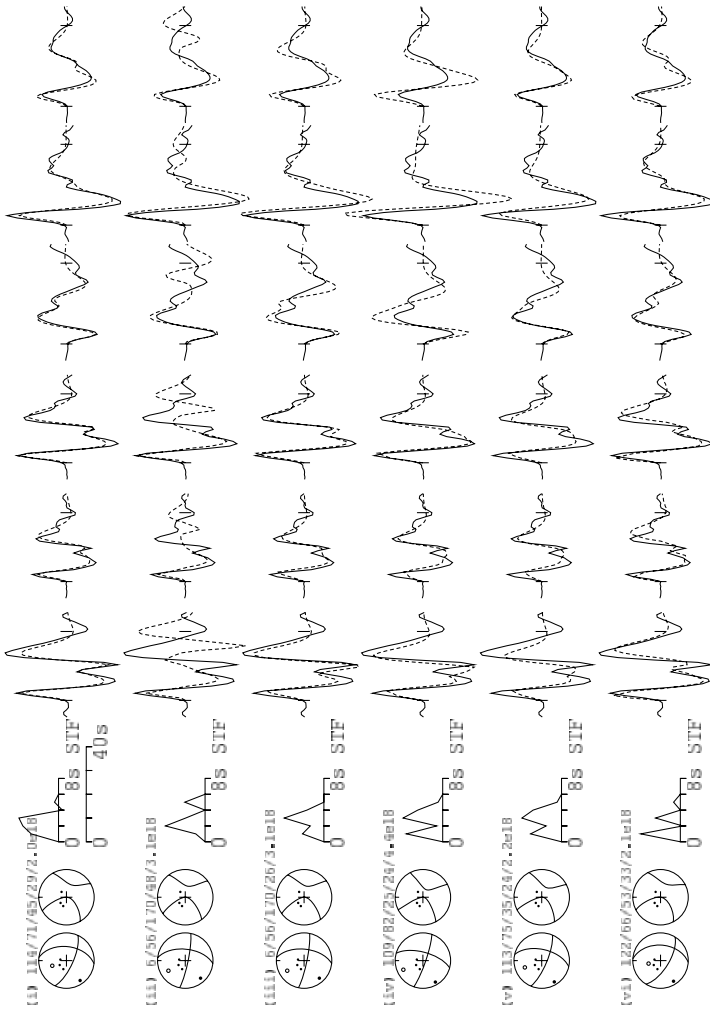 (i) 114/71/45/29/2.0e18
0 8s STF
0 40s
(ii) 6/56/170/48/3.1e18
0 8s STF
(iii) 6/56/170/26/3.1e18
0 8s STF
(iv) 109/82/25/24/4.4e18
0 8s STF
(v) 113/75/35/24/2.2e18
0 8s STF
(vi) 122/66/53/33/2.1e18
0 8s STF